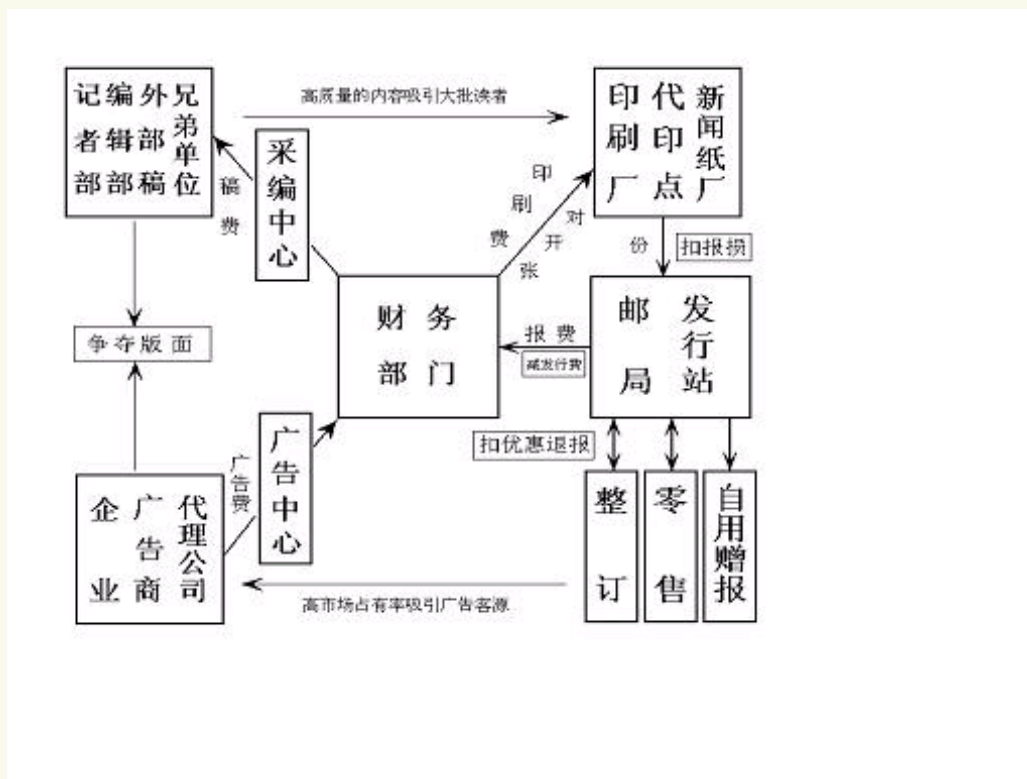 记者部
编辑部
外部稿
兄弟单位
高质量的内容吸引大批读者
印刷厂
代印点
新闻纸厂
采编中心
稿费
印刷费
对开张
份
扣报损
争夺版面
财务
部门
报费
减发行费
邮局
发行站
广告费
广告中心
扣优惠退报
企业
广告商
代理公司
整订
零售
自用赠报
高市场占有率吸引广告客源